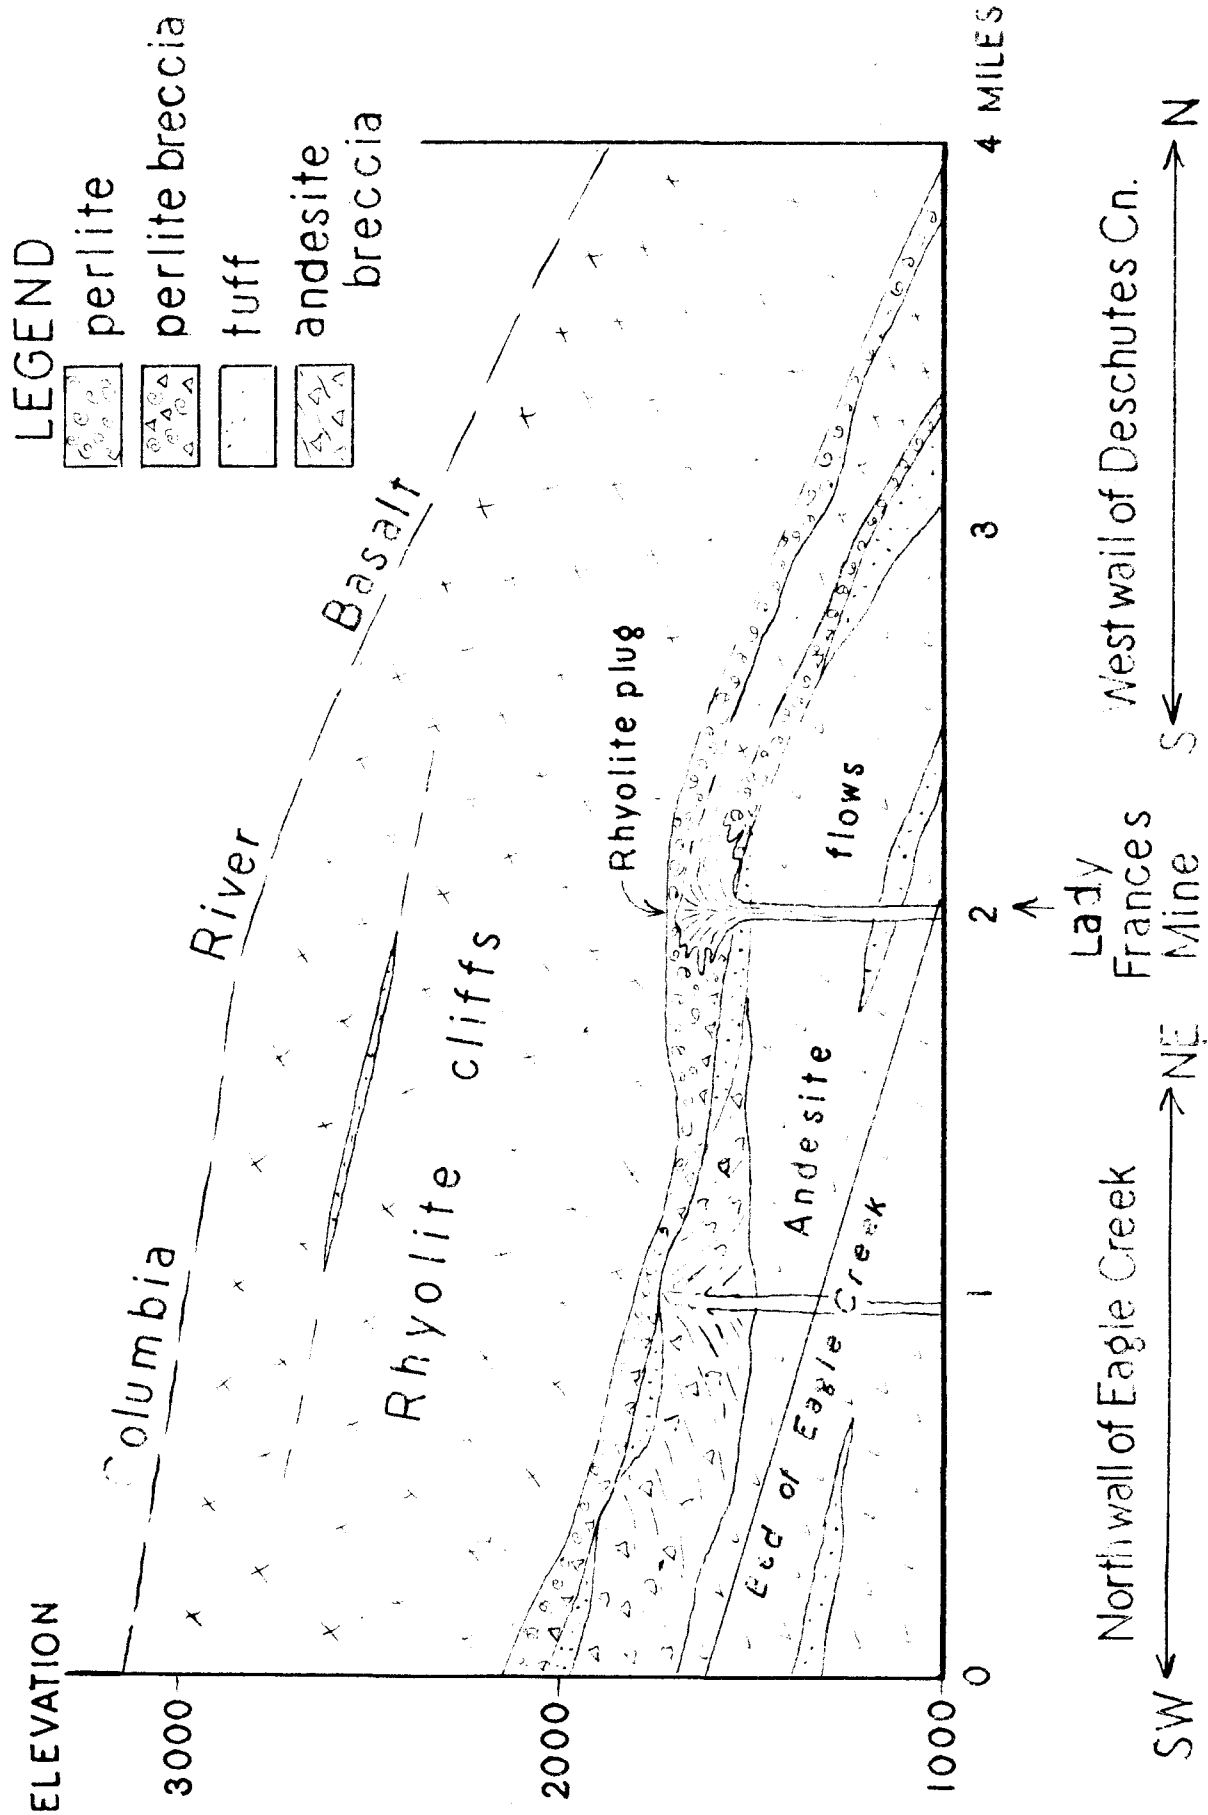 LEGEND
perlite
perlite breccia
tuff
andesite
breccia
ELEVATION
3000
2000
1000
Columbia River Basalt
Rhyolite cliffs
Rhyolite plug
Andesite flows
Bed of Eagle Creek
0
1
2
3
4 MILES
Lady
Frances
Mine
SW
NE
S
N
North wall of Eagle Creek
West wall of Deschutes Cn.